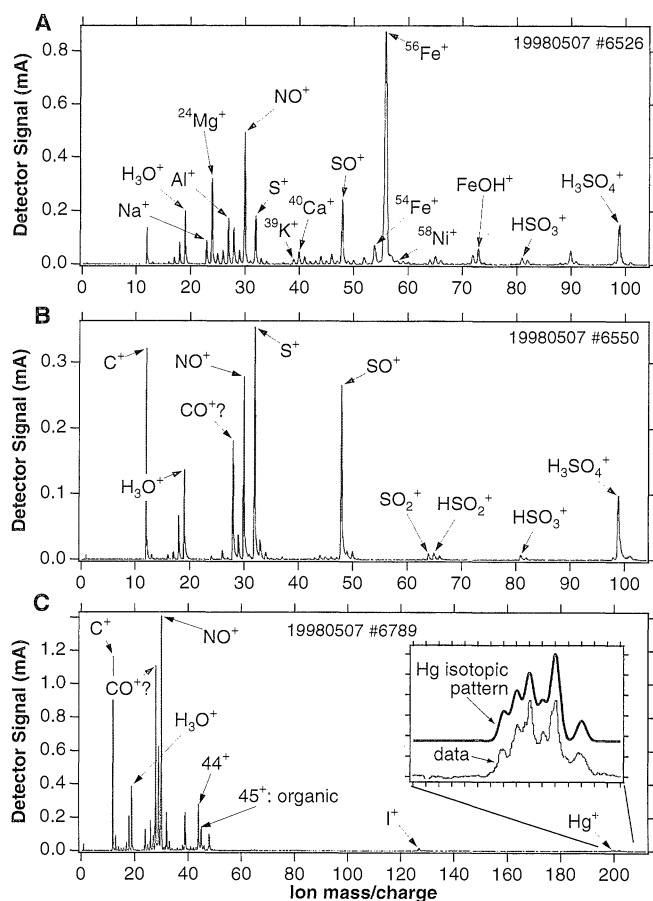 A
Detector Signal (mA)
0.8
0.6
0.4
0.2
0.0
19980507 #6526
⁵⁶Fe⁺
NO⁺
²⁴Mg⁺
H₃O⁺
Al⁺
Na⁺
S⁺
³⁹K⁺
⁴⁰Ca⁺
SO⁺
⁵⁴Fe⁺
⁵⁸Ni⁺
FeOH⁺
HSO₃⁺
H₃SO₄⁺
0 10 20 30 40 50 60 70 80 90 100
B
Detector Signal (mA)
0.3
0.2
0.1
0.0
19980507 #6550
C⁺
NO⁺
S⁺
SO⁺
CO⁺?
H₃O⁺
SO₂⁺
HSO₂⁺
HSO₃⁺
H₃SO₄⁺
0 10 20 30 40 50 60 70 80 90 100
C
Detector Signal (mA)
1.2
1.0
0.8
0.6
0.4
0.2
0.0
19980507 #6789
C⁺
NO⁺
CO⁺?
H₃O⁺
44⁺
45⁺: organic
Hg isotopic
pattern
data
I⁺
Hg⁺
0 20 40 60 80 100 120 140 160 180 200
Ion mass/charge